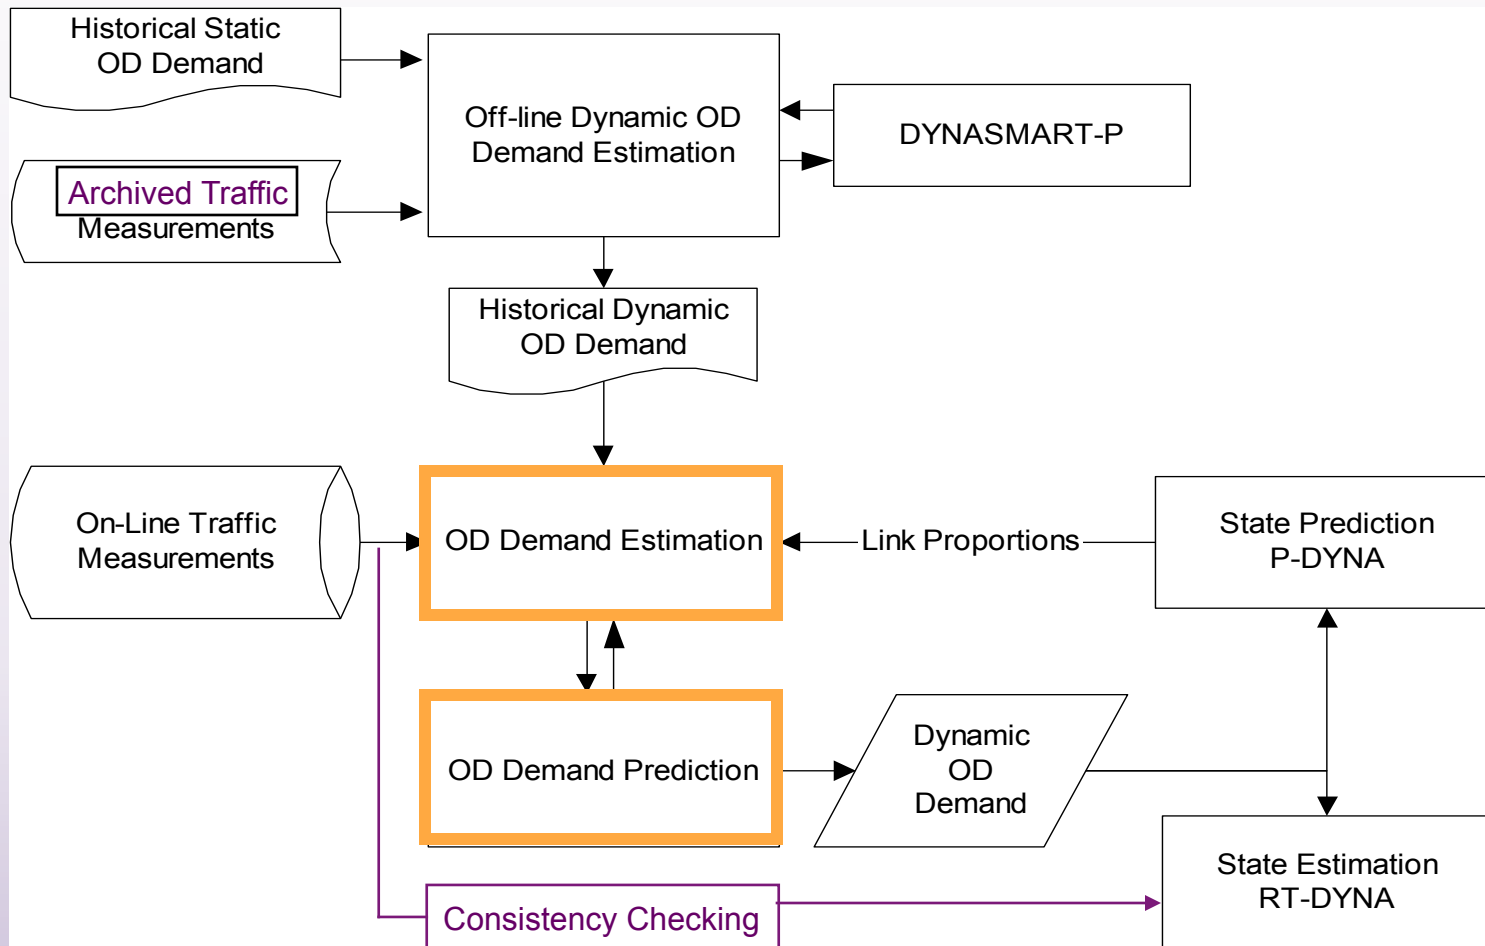 Historical Static
OD Demand
Off-line Dynamic OD
Demand Estimation
DYNASMART-P
Archived Traffic
Measurements
Historical Dynamic
OD Demand
On-Line Traffic
Measurements
OD Demand Estimation
Link Proportions
State Prediction
P-DYNA
OD Demand Prediction
Dynamic
OD
Demand
State Estimation
RT-DYNA
Consistency Checking